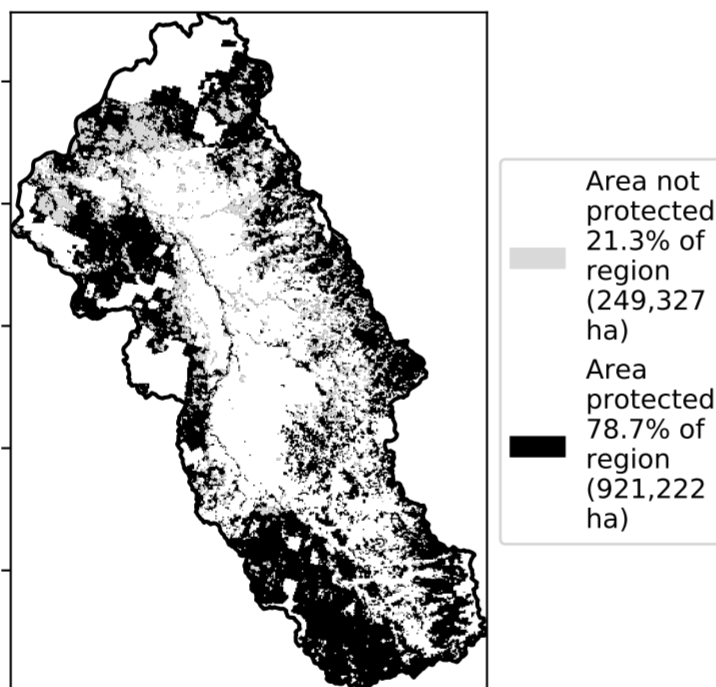 Area not
protected
21.3% of
region
(249,327
ha)
Area
protected
78.7% of
region
(921,222
ha)